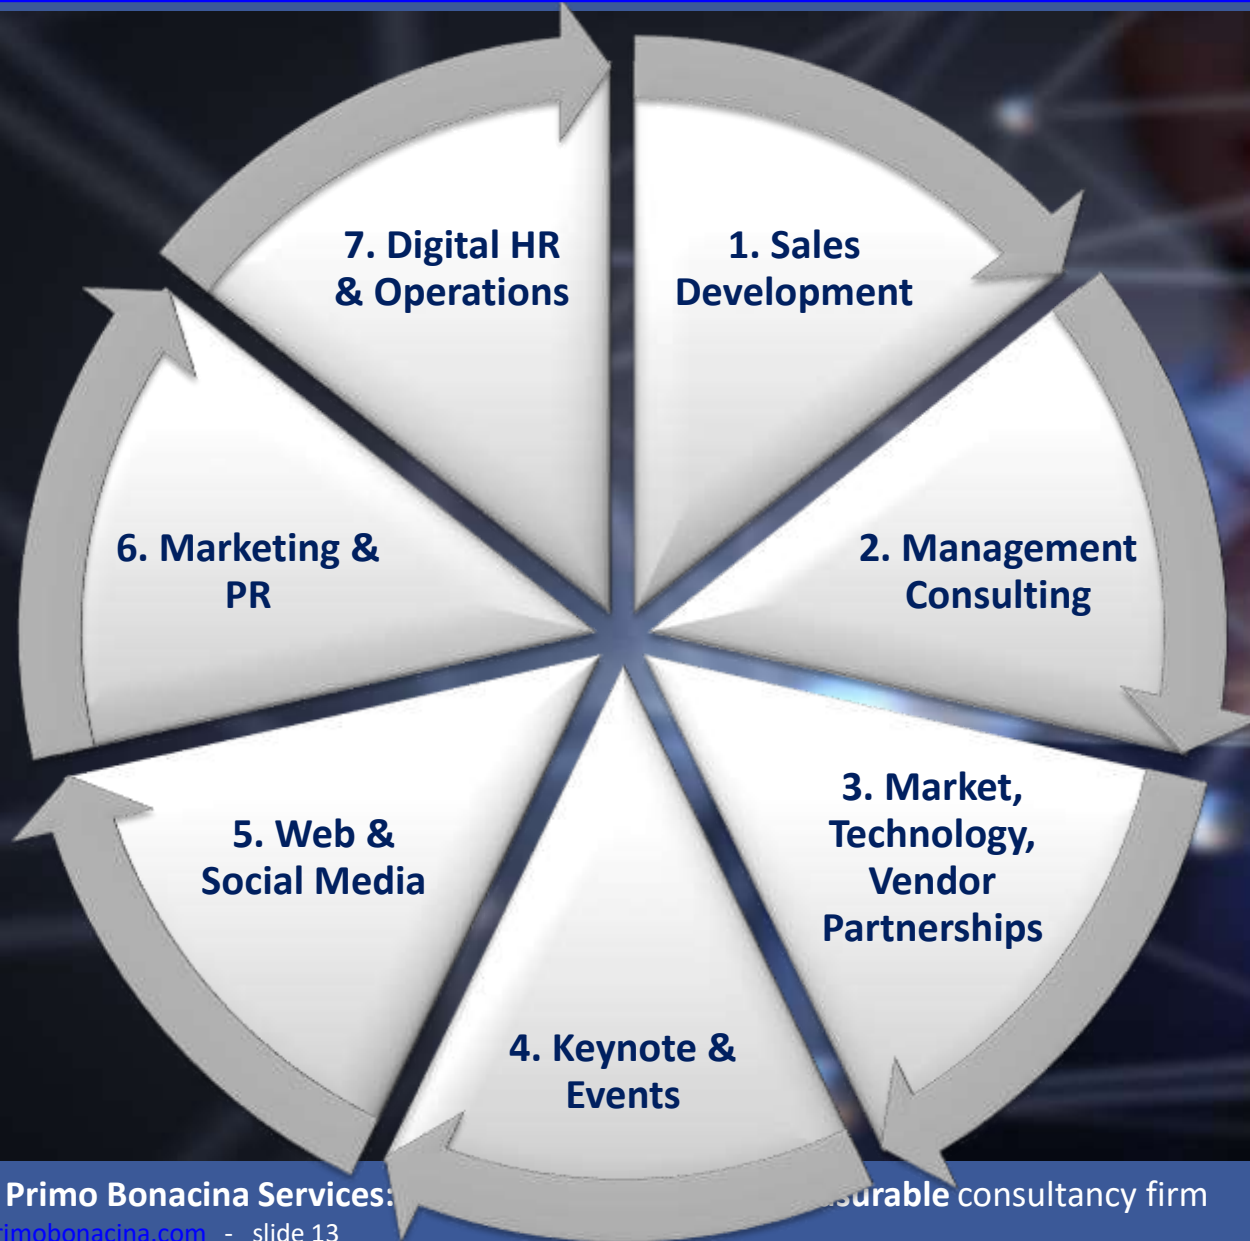 7. Digital HR
& Operations
1. Sales
Development
6. Marketing &
PR
2. Management
Consulting
5. Web &
Social Media
3. Market,
Technology,
Vendor
Partnerships
4. Keynote &
Events
Primo Bonacina Services: consultancy firm
- slide 13